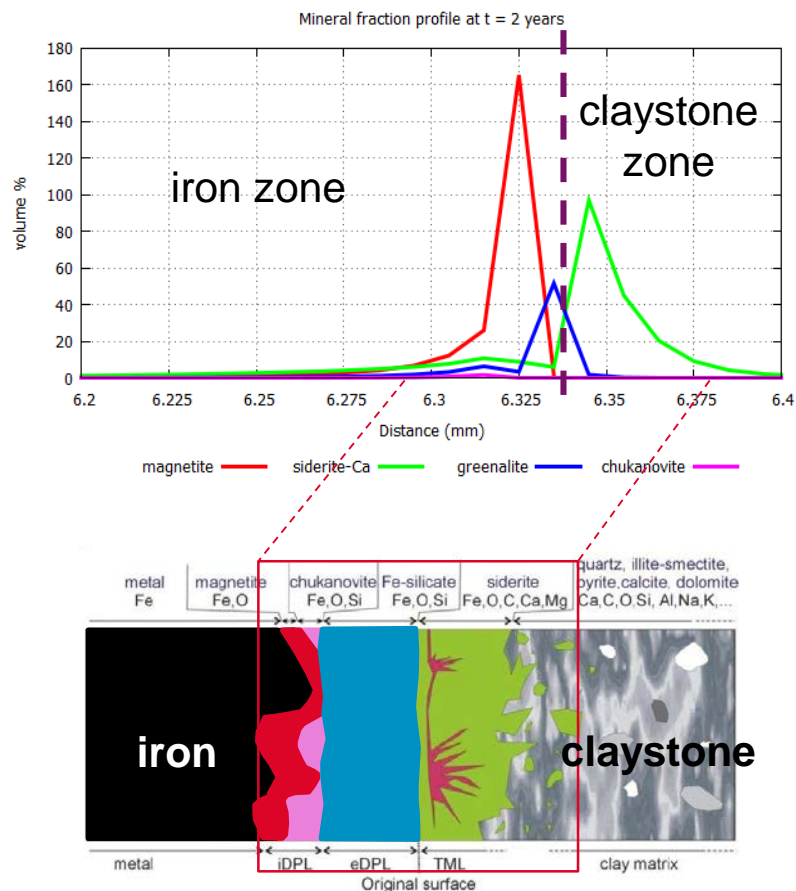 Mineral fraction profile at t = 2 years
180
160
140
120
100
80
60
40
20
0
volume %
iron zone
claystone
zone
6.2 6.225 6.25 6.275 6.3 6.325 6.35 6.375 6.4
Distance (mm)
magnetite siderite-Ca greenalite chukanovite
metal magnetite chukanovite Fe-silicate siderite quartz, illite-smectite,
Fe Fe,O Fe,O,Si Fe,O,Si Fe,O,C,Ca,Mg pyrite,calcite, dolomite
Ca,C,O,Si, Al,Na,K,...
iron
claystone
metal iDPL eDPL TML clay matrix
Original surface